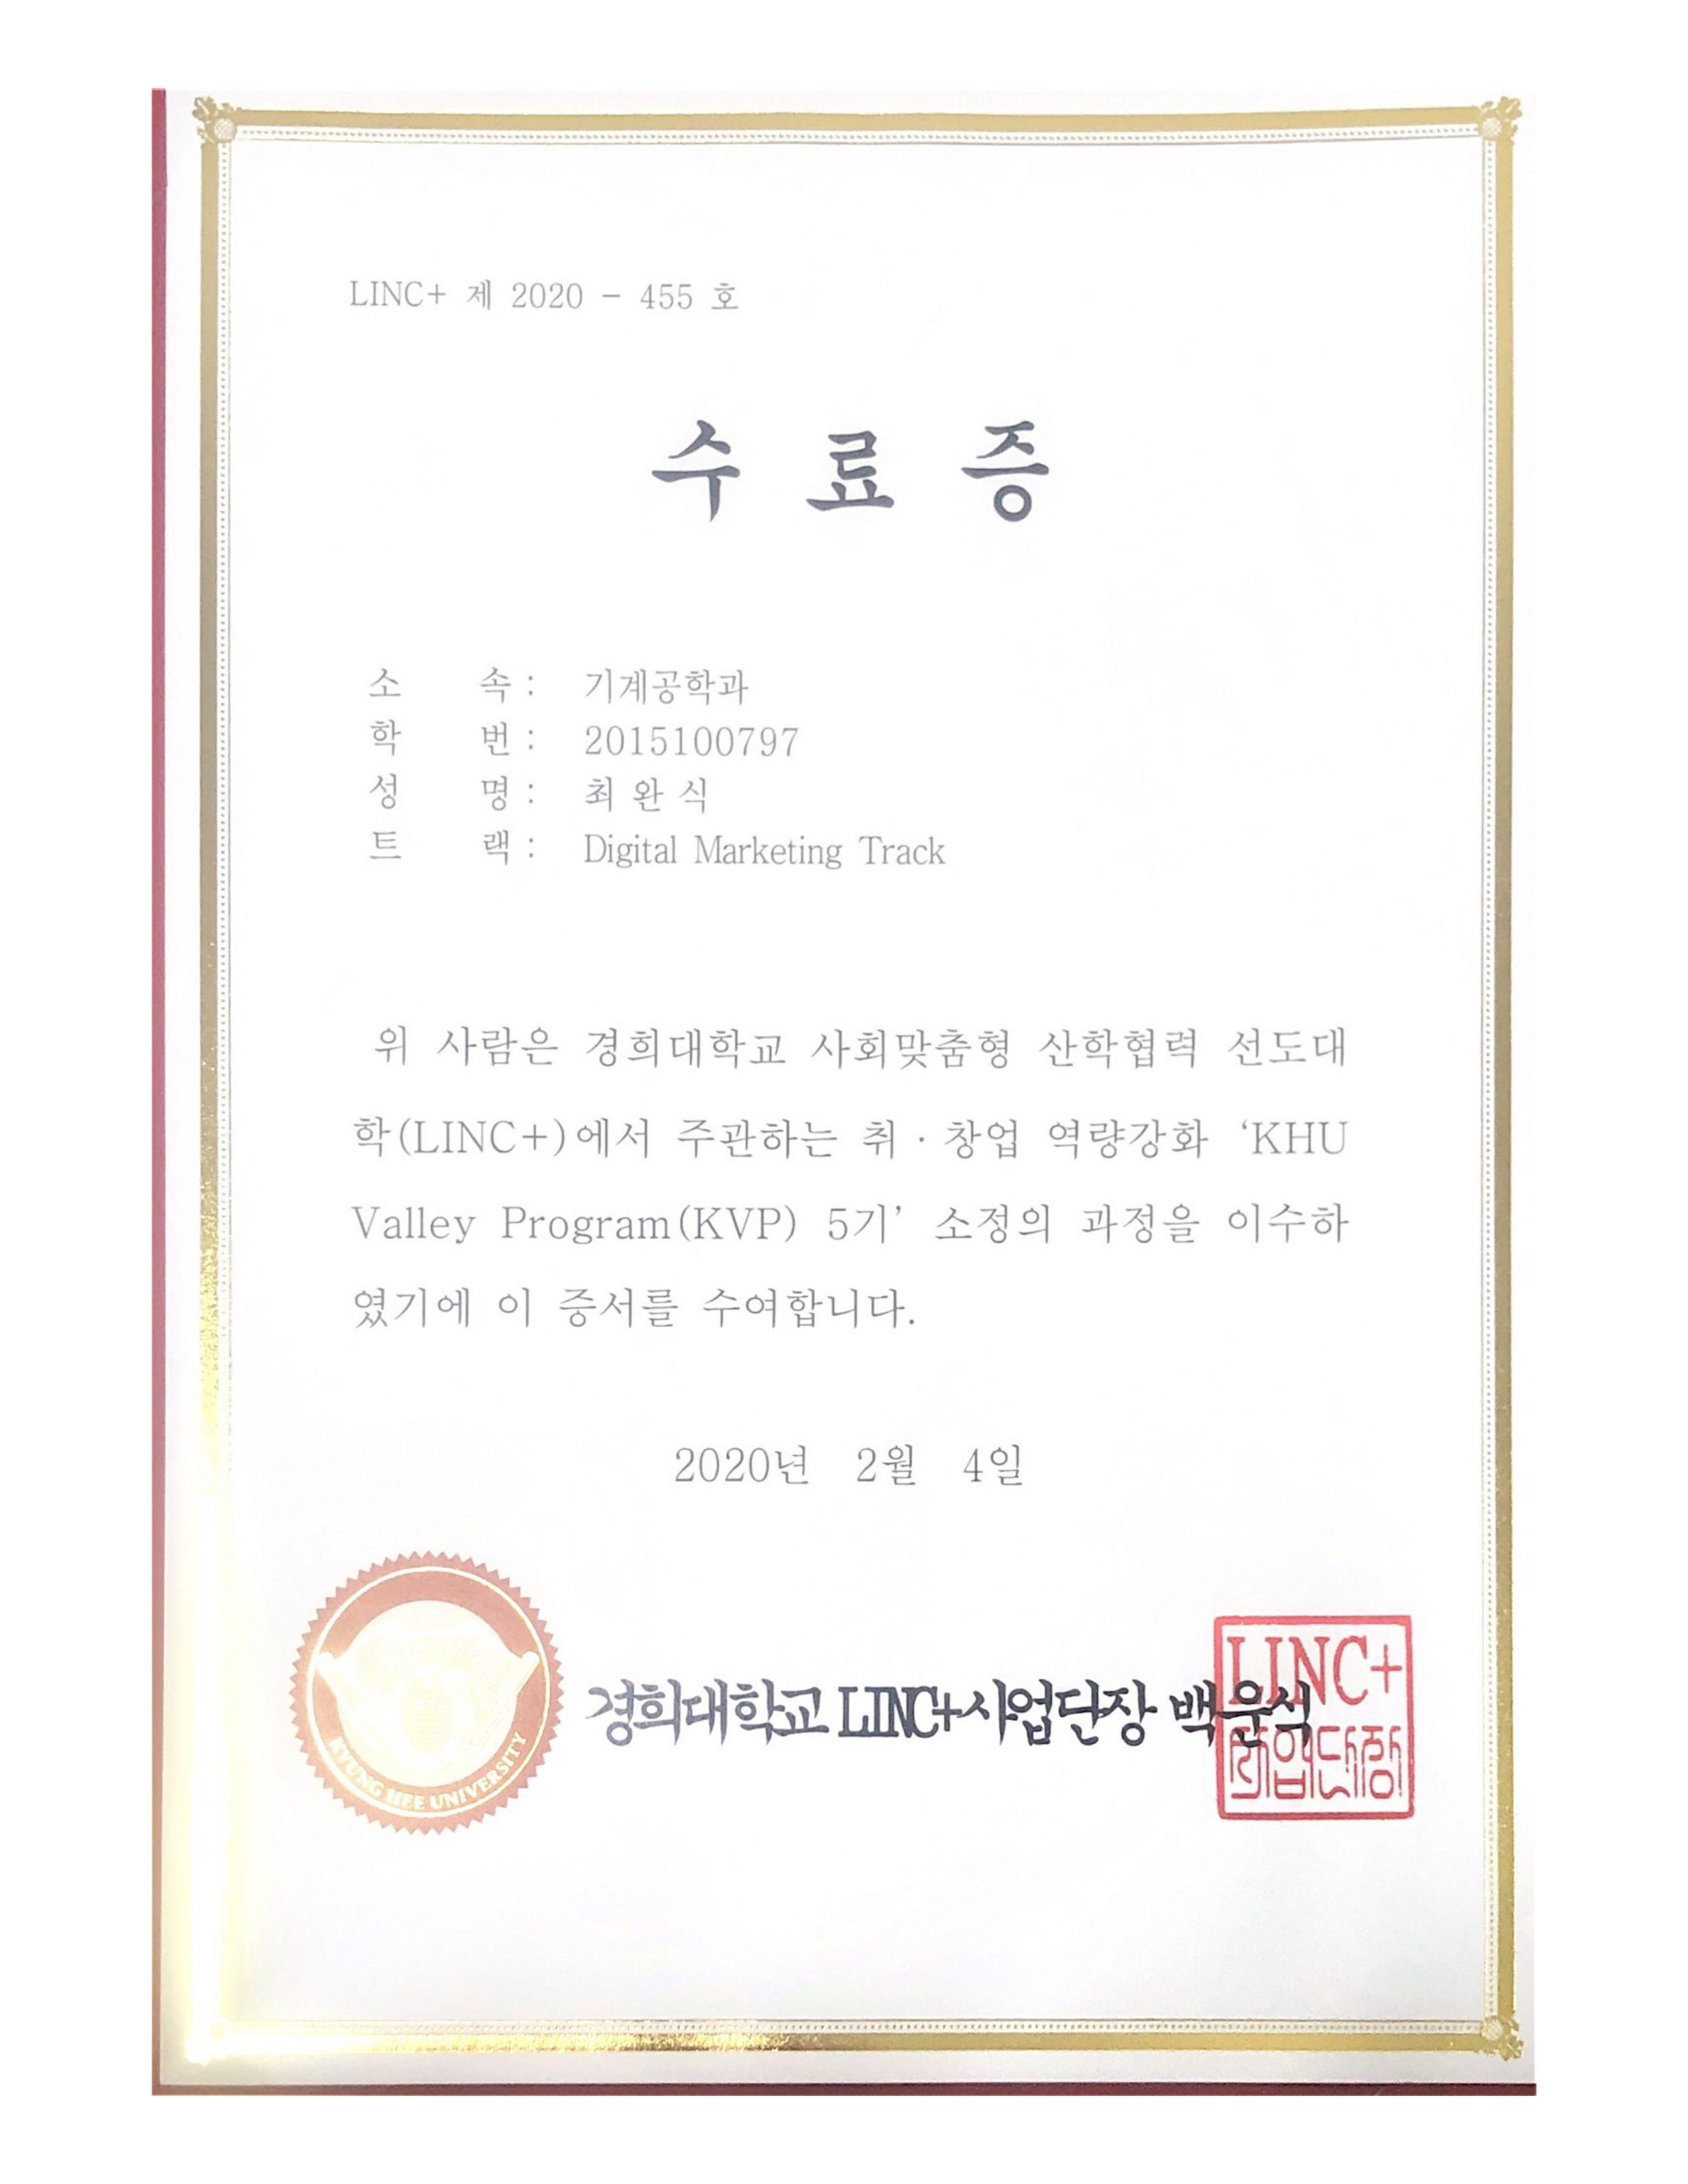 LINC+ 제 2020 - 455 호
수 료 증
소 속 : 기계공학과
학 번 : 2015100797
성 명 : 최 완 식
트 랙 : Digital Marketing Track
위 사람은 경희대학교 사회맞춤형 산학협력 선도대
학(LINC+)에서 주관하는 취 · 창업 역량강화 ‘KHU
Valley Program(KVP) 5기’ 소정의 과정을 이수하
였기에 이 증서를 수여합니다.
2020년 2월 4일
KYUNG HEE UNIVERSITY
경희대학교 LINC+사업단장 백운식
LINC+
사업단장